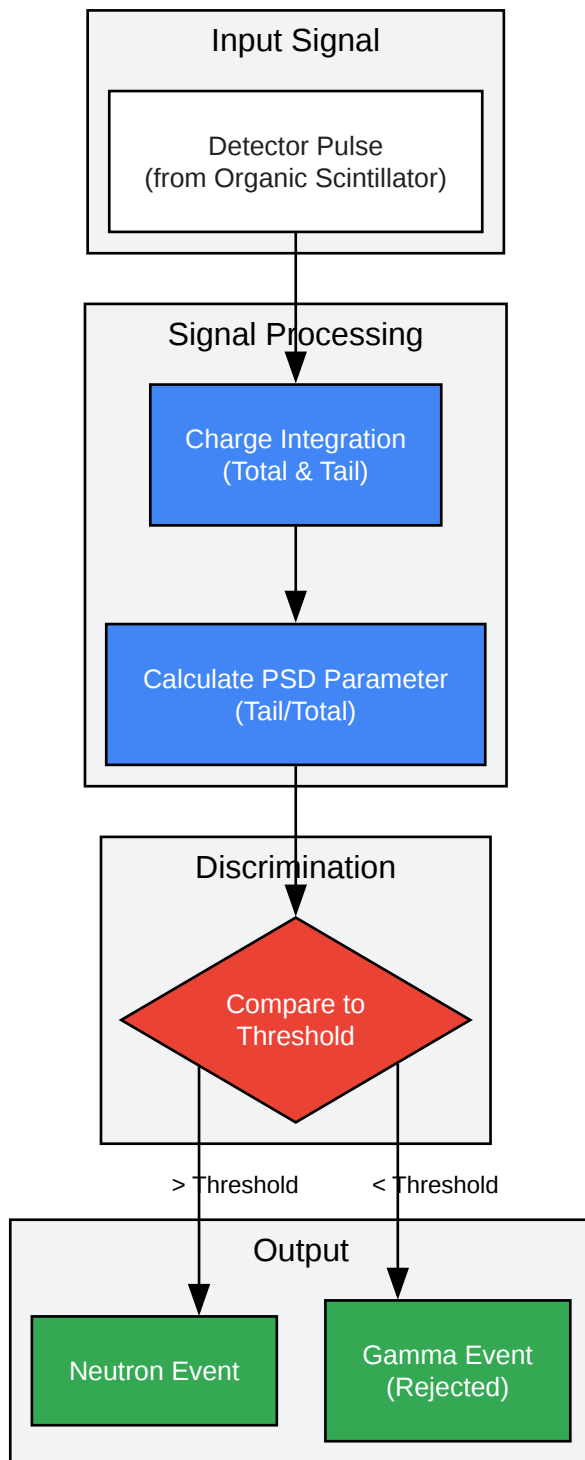 Input Signal
Detector Pulse
(from Organic Scintillator)
Signal Processing
Charge Integration
(Total & Tail)
Calculate PSD Parameter
(Tail/Total)
Discrimination
Compare to
Threshold
> Threshold
< Threshold
Output
Neutron Event
Gamma Event
(Rejected)